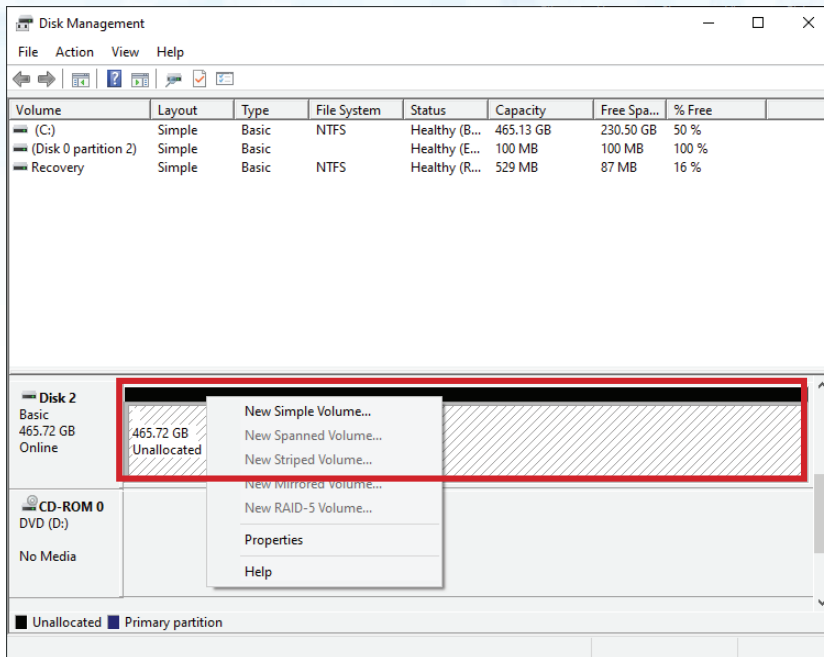 Disk Management
File Action View Help
Volume Layout Type File System Status Capacity Free Spa... % Free
(C:) Simple Basic NTFS Healthy (B... 465.13 GB 230.50 GB 50 %
(Disk 0 partition 2) Simple Basic Healthy (E... 100 MB 100 MB 100 %
Recovery Simple Basic NTFS Healthy (R... 529 MB 87 MB 16 %
Disk 2
Basic
465.72 GB
Online
465.72 GB
Unallocated
New Simple Volume...
New Spanned Volume...
New Striped Volume...
New Mirrored Volume...
New RAID-5 Volume...
Properties
Help
CD-ROM 0
DVD (D:)
No Media
Unallocated Primary partition